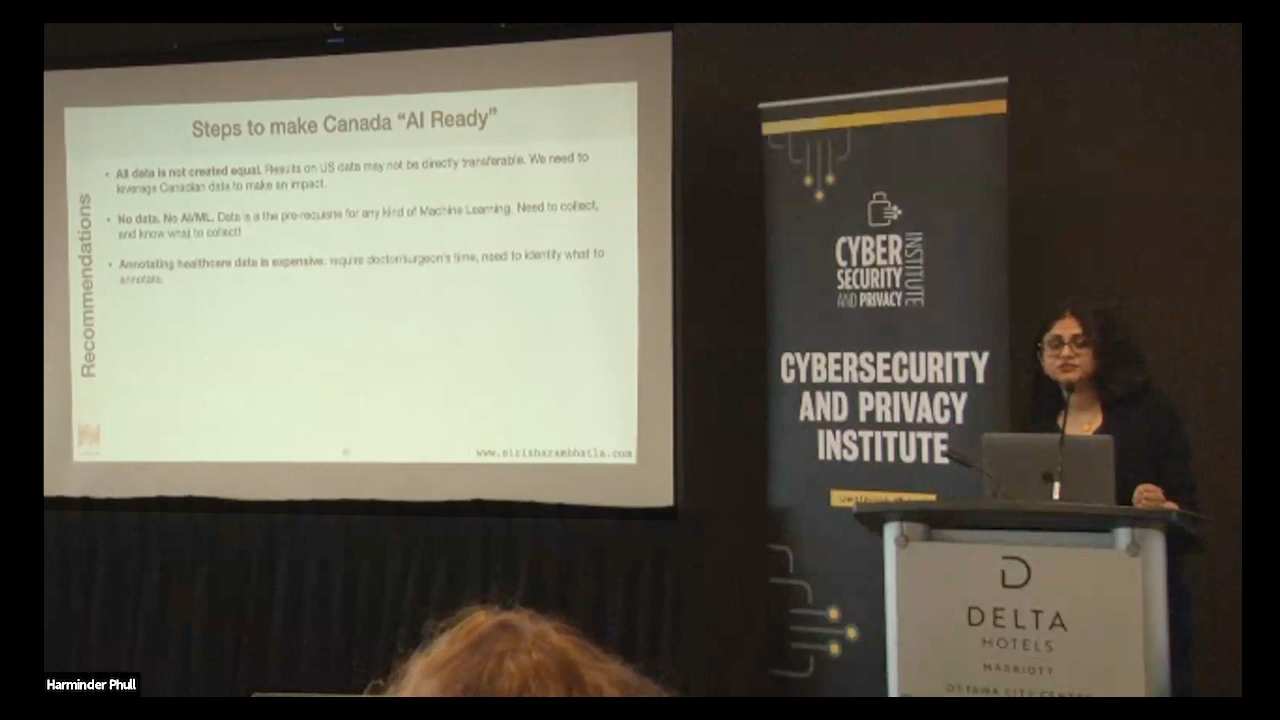 Steps to make Canada “AI Ready”
Recommendations
• All data is not created equal. Results on US data may not be directly transferable. We need to
leverage Canadian data to make an impact.
• No data. No AI/ML. Data is a the pre-requisite for any kind of Machine Learning. Need to collect,
and know what to collect!
• Annotating healthcare data is expensive: require doctor/surgeon's time, need to identify what to
annotate.
www.sirishazambhatla.com
CYBER
SECURITY
AND PRIVACY
INSTITUTE
CYBERSECURITY
AND PRIVACY
INSTITUTE
DELTA
HOTELS
MARRIOTT
OTTAWA CITY CENTRE
Harminder Phull